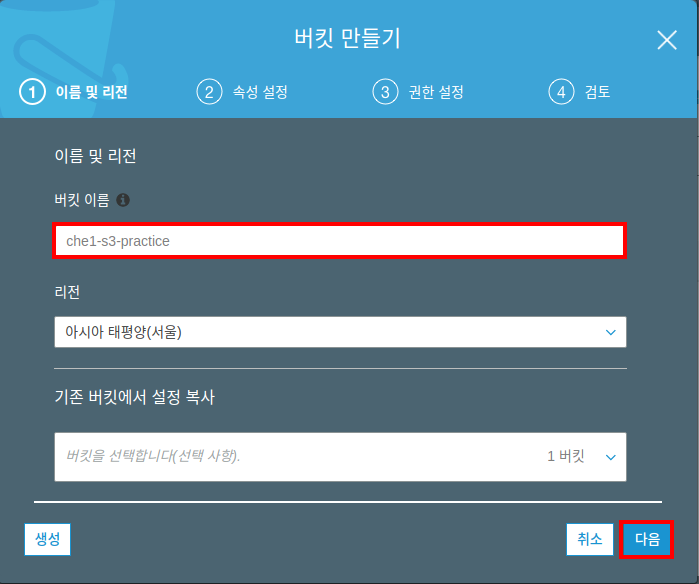 버킷 만들기
1 이름 및 리전 2 속성 설정 3 권한 설정 4 검토
이름 및 리전
버킷 이름
che1-s3-practice
리전
아시아 태평양(서울)
기존 버킷에서 설정 복사
버킷을 선택합니다(선택 사항). 1 버킷
생성 취소 다음